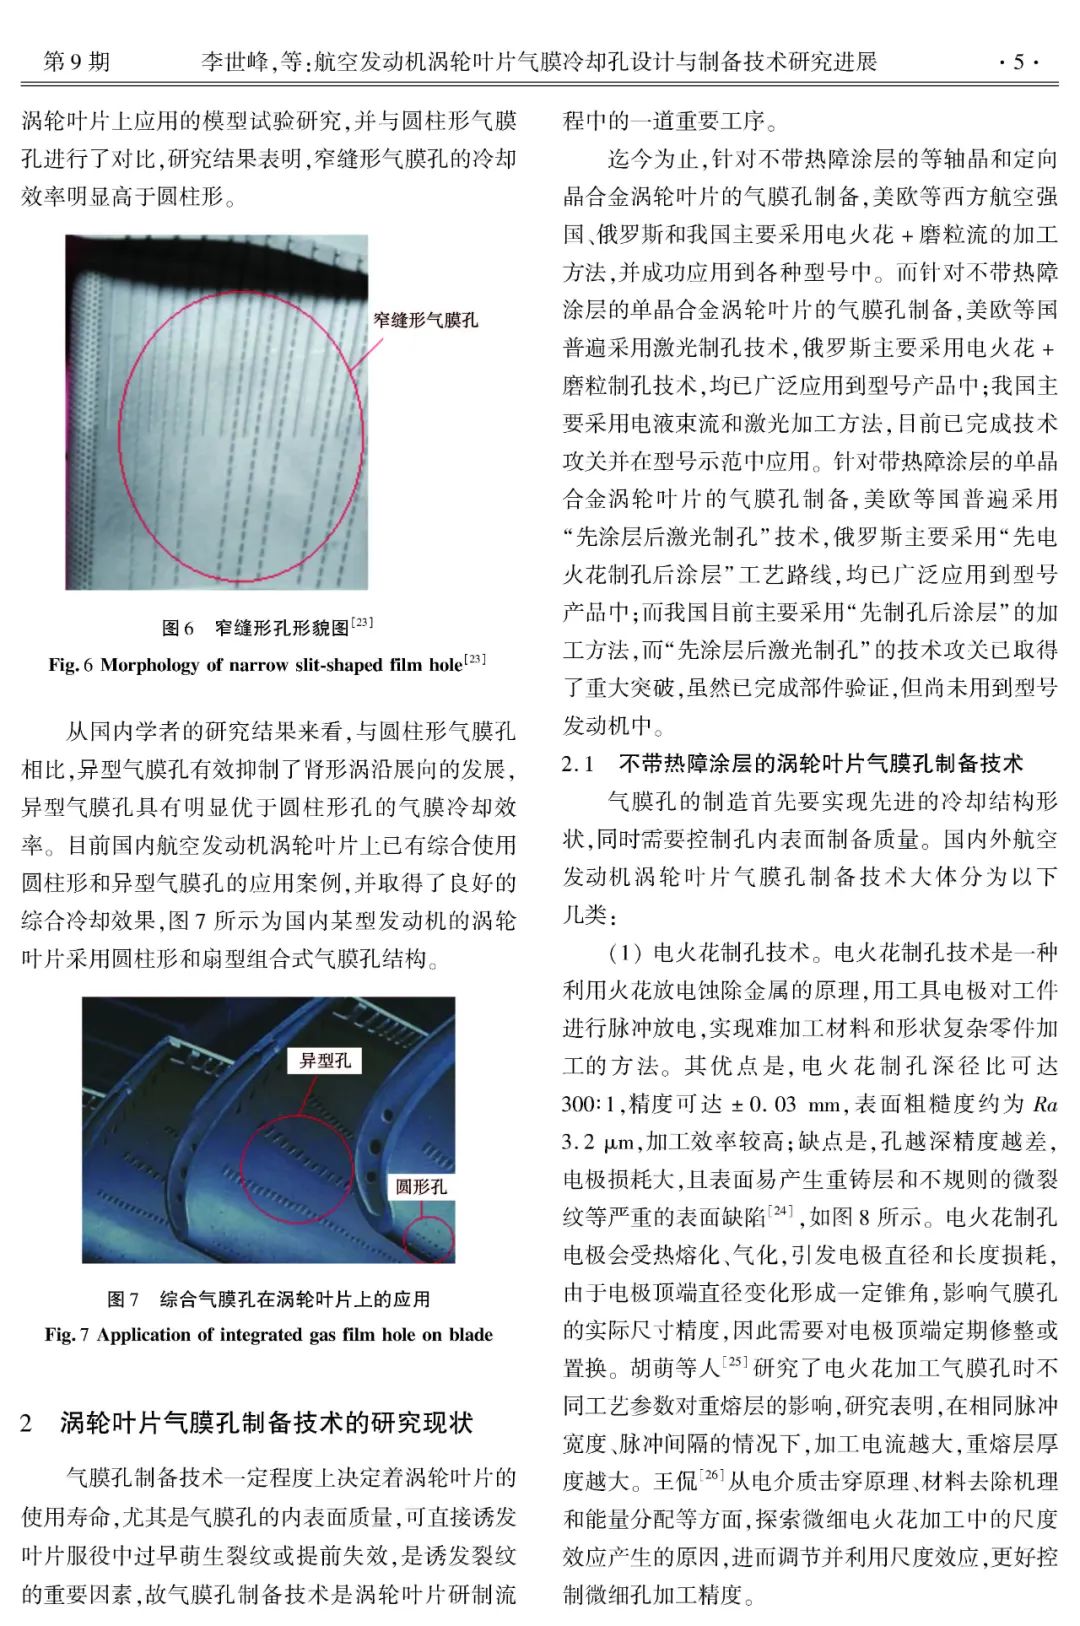 第9期
李世峰,等:航空发动机涡轮叶片气膜冷却孔设计与制备技术研究进展
·5·
涡轮叶片上应用的模型试验研究,并与圆柱形气膜
孔进行了对比,研究结果表明,窄缝形气膜孔的冷却
效率明显高于圆柱形。
窄缝形气膜孔
图6 窄缝形孔形貌图[23]
Fig. 6 Morphology of narrow slit-shaped film hole[23]
从国内学者的研究结果来看,与圆柱形气膜孔
相比,异型气膜孔有效抑制了肾形涡沿展向的发展,
异型气膜孔具有明显优于圆柱形孔的气膜冷却效
率。目前国内航空发动机涡轮叶片上已有综合使用
圆柱形和异型气膜孔的应用案例,并取得了良好的
综合冷却效果,图7所示为国内某型发动机的涡轮
叶片采用圆柱形和扇型组合式气膜孔结构。
异型孔
圆形孔
图7 综合气膜孔在涡轮叶片上的应用
Fig. 7 Application of integrated gas film hole on blade
2 涡轮叶片气膜孔制备技术的研究现状
气膜孔制备技术一定程度上决定着涡轮叶片的
使用寿命,尤其是气膜孔的内表面质量,可直接诱发
叶片服役中过早萌生裂纹或提前失效,是诱发裂纹
的重要因素,故气膜孔制备技术是涡轮叶片研制流
程中的一道重要工序。
迄今为止,针对不带热障涂层的等轴晶和定向
晶合金涡轮叶片的气膜孔制备,美欧等西方航空强
国、俄罗斯和我国主要采用电火花+磨粒流的加工
方法,并成功应用到各种型号中。而针对不带热障
涂层的单晶合金涡轮叶片的气膜孔制备,美欧等国
普遍采用激光制孔技术,俄罗斯主要采用电火花+
磨粒制孔技术,均已广泛应用到型号产品中;我国主
要采用电液束流和激光加工方法,目前已完成技术
攻关并在型号示范中应用。针对带热障涂层的单晶
合金涡轮叶片的气膜孔制备,美欧等国普遍采用
“先涂层后激光制孔”技术,俄罗斯主要采用“先电
火花制孔后涂层”工艺路线,均已广泛应用到型号
产品中;而我国目前主要采用“先制孔后涂层”的加
工方法,而“先涂层后激光制孔”的技术攻关已取得
了重大突破,虽然已完成部件验证,但尚未用到型号
发动机中。
2.1 不带热障涂层的涡轮叶片气膜孔制备技术
气膜孔的制造首先要实现先进的冷却结构形
状,同时需要控制孔内表面制备质量。国内外航空
发动机涡轮叶片气膜孔制备技术大体分为以下
几类:
(1) 电火花制孔技术。电火花制孔技术是一种
利用火花放电蚀除金属的原理,用工具电极对工件
进行脉冲放电,实现难加工材料和形状复杂零件加
工的方法。其优点是,电火花制孔深径比可达
300:1,精度可达±0.03 mm,表面粗糙度约为 Ra
3.2 μm,加工效率较高;缺点是,孔越深精度越差,
电极损耗大,且表面易产生重铸层和不规则的微裂
纹等严重的表面缺陷[24],如图8所示。电火花制孔
电极会受热熔化、气化,引发电极直径和长度损耗,
由于电极顶端直径变化形成一定锥角,影响气膜孔
的实际尺寸精度,因此需要对电极顶端定期修整或
置换。胡萌等人[25]研究了电火花加工气膜孔时不
同工艺参数对重熔层的影响,研究表明,在相同脉冲
宽度、脉冲间隔的情况下,加工电流越大,重熔层厚
度越大。王侃[26]从电介质击穿原理、材料去除机理
和能量分配等方面,探索微细电火花加工中的尺度
效应产生的原因,进而调节并利用尺度效应,更好控
制微细孔加工精度。